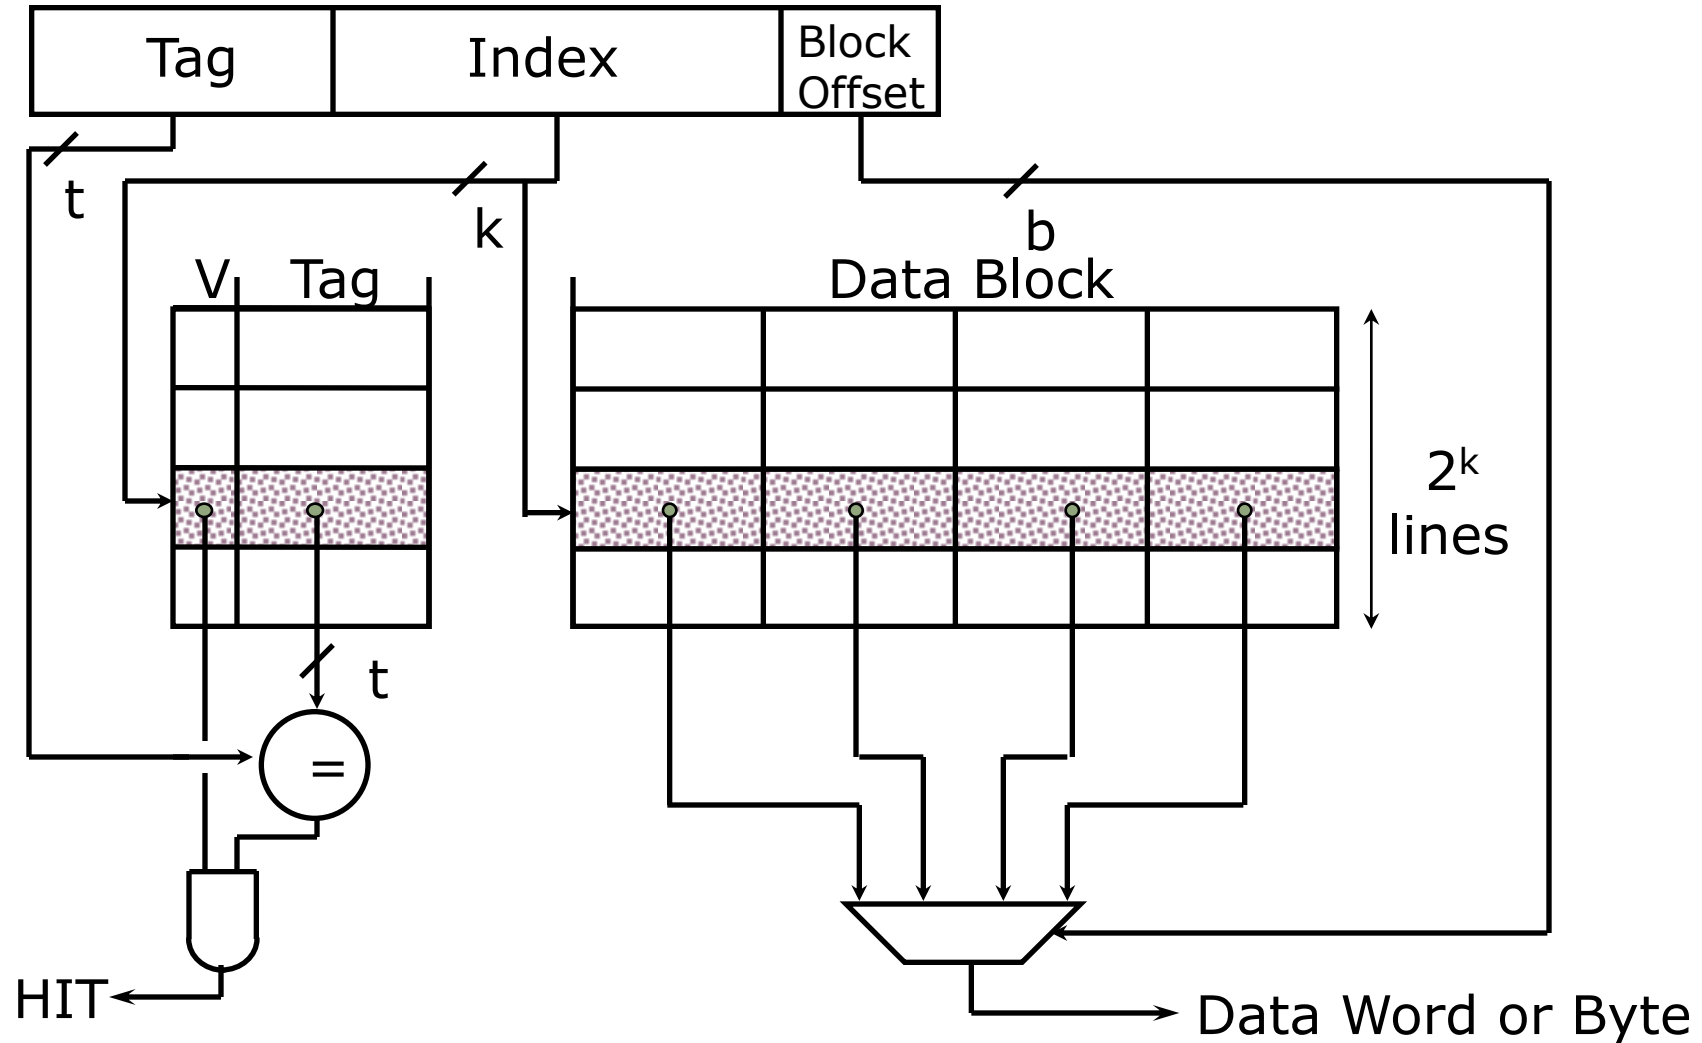 Tag
Index
Block
Offset
t
k
b
V
Tag
Data Block
2ᵏ
lines
t
=
HIT
Data Word or Byte